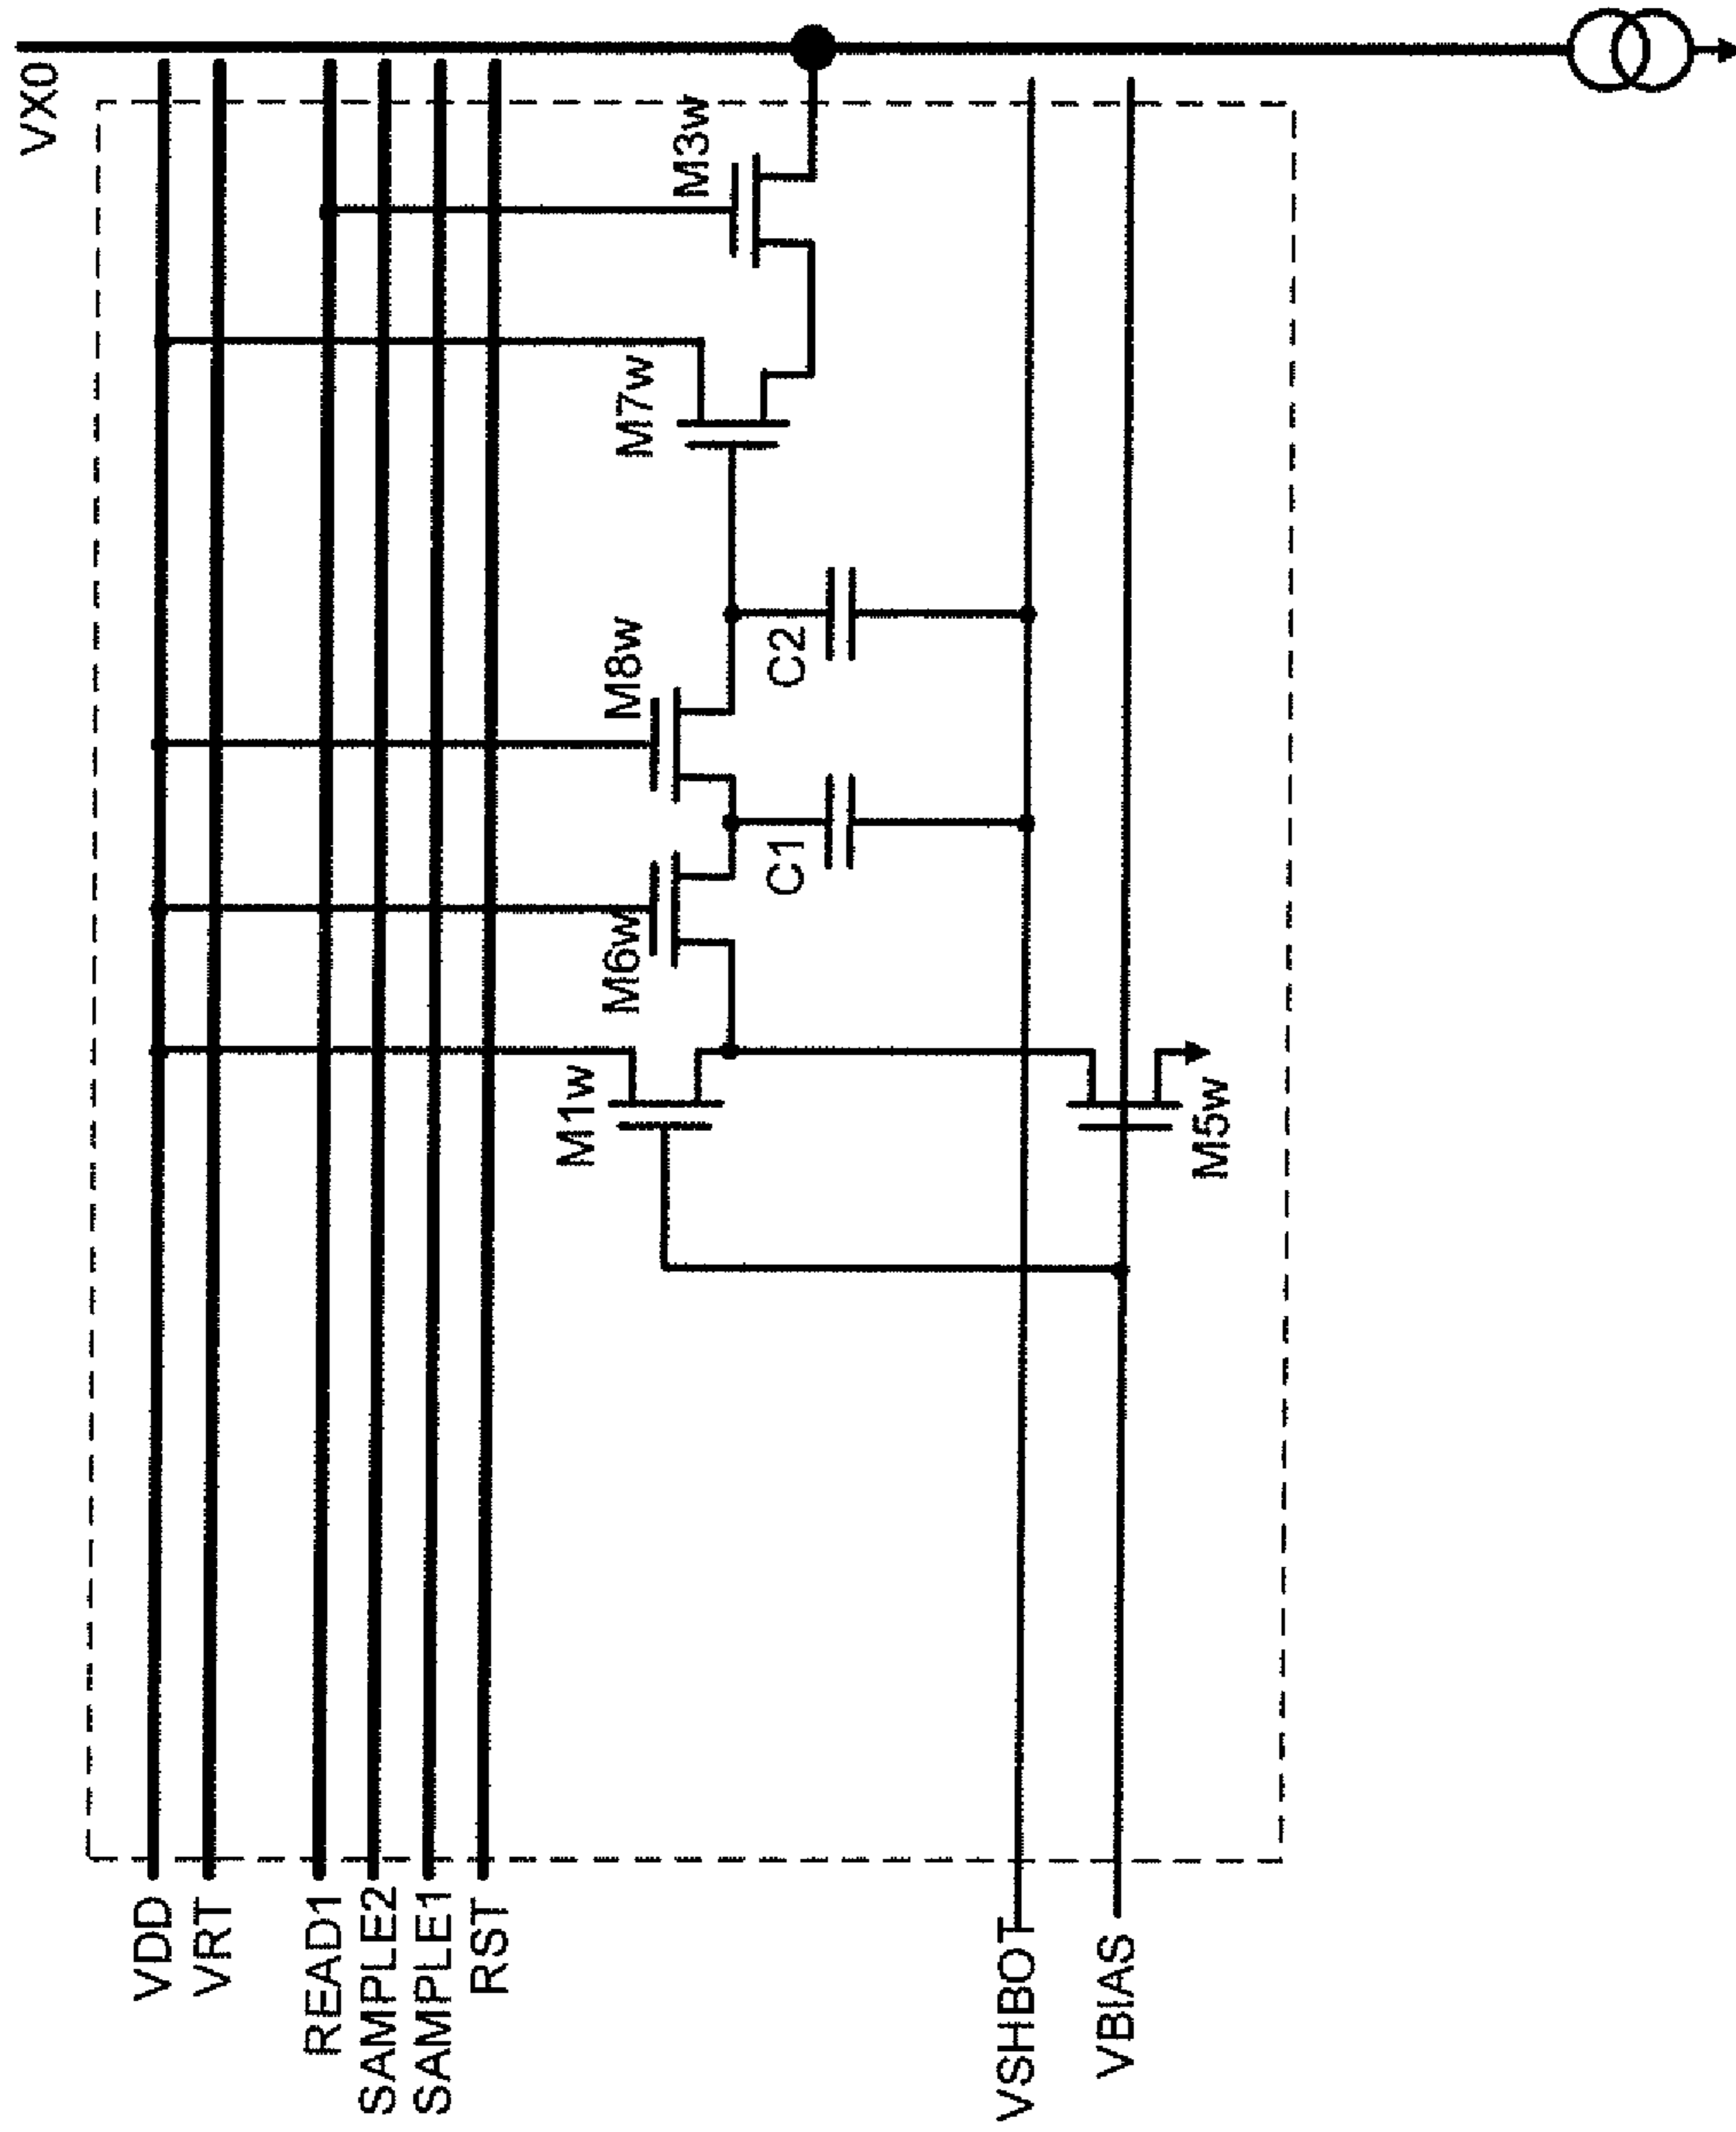 VX0
M3w
M7w
M8w
C2
M6w
C1
M1w
M5w
VDD
VRT
READ1
SAMPLE2
SAMPLE1
RST
VSHBOT
VBIAS